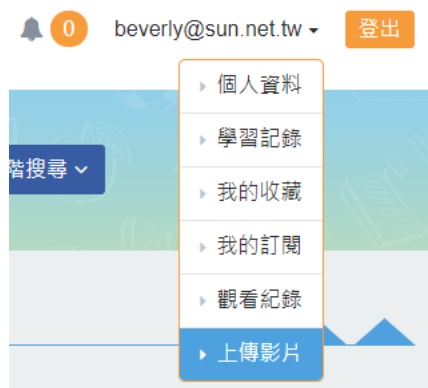 0 beverly@sun.net.tw 登出
個人資料
學習記錄
階搜尋
我的收藏
我的訂閱
觀看紀錄
上傳影片